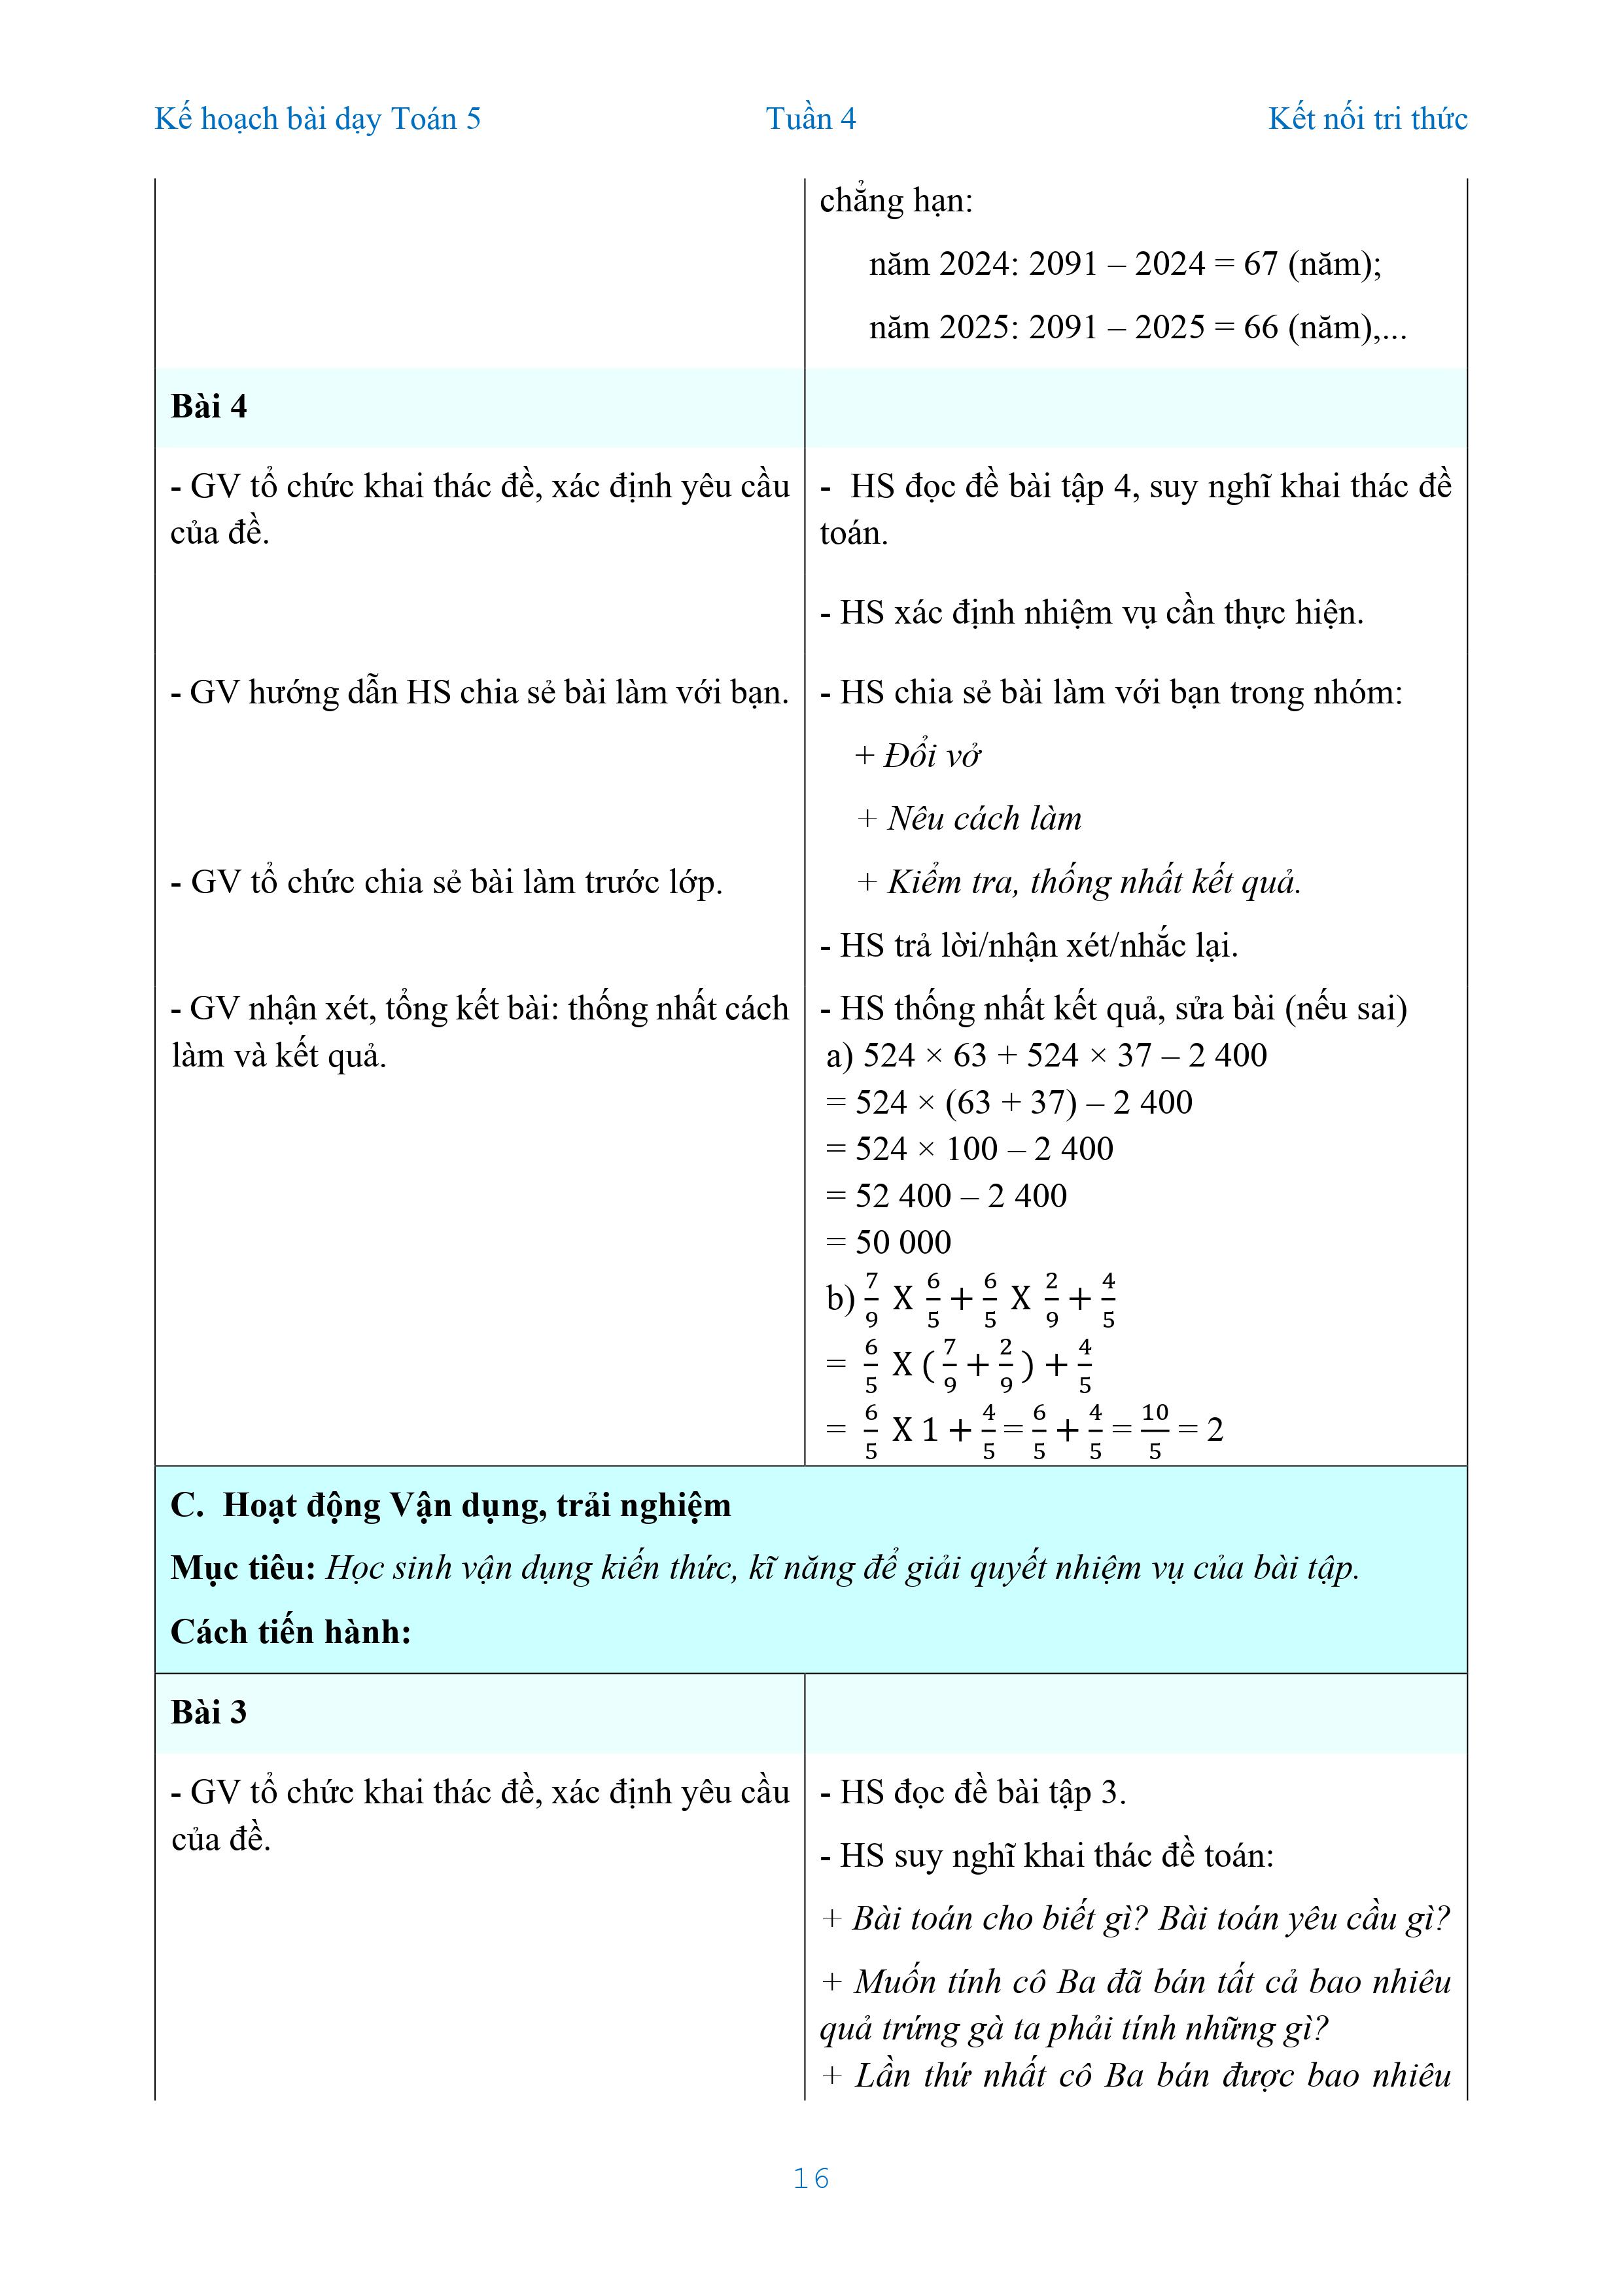 Kế hoạch bài dạy Toán 5 Tuần 4 Kết nối tri thức
chẳng hạn:
năm 2024: 2091 – 2024 = 67 (năm);
năm 2025: 2091 – 2025 = 66 (năm),...
Bài 4
- GV tổ chức khai thác đề, xác định yêu cầu
của đề.
- HS đọc đề bài tập 4, suy nghĩ khai thác đề
toán.
- HS xác định nhiệm vụ cần thực hiện.
- GV hướng dẫn HS chia sẻ bài làm với bạn.
- HS chia sẻ bài làm với bạn trong nhóm:
+ Đổi vở
+ Nêu cách làm
- GV tổ chức chia sẻ bài làm trước lớp.
+ Kiểm tra, thống nhất kết quả.
- HS trả lời/nhận xét/nhắc lại.
- GV nhận xét, tổng kết bài: thống nhất cách
làm và kết quả.
- HS thống nhất kết quả, sửa bài (nếu sai)
a) 524 × 63 + 524 × 37 – 2 400
= 524 × (63 + 37) – 2 400
= 524 × 100 – 2 400
= 52 400 – 2 400
= 50 000
b) 7/9 X 6/5 + 6/5 X 2/9 + 4/5
= 6/5 X ( 7/9 + 2/9 ) + 4/5
= 6/5 X 1 + 4/5 = 6/5 + 4/5 = 10/5 = 2
C. Hoạt động Vận dụng, trải nghiệm
Mục tiêu: Học sinh vận dụng kiến thức, kĩ năng để giải quyết nhiệm vụ của bài tập.
Cách tiến hành:
Bài 3
- GV tổ chức khai thác đề, xác định yêu cầu
của đề.
- HS đọc đề bài tập 3.
- HS suy nghĩ khai thác đề toán:
+ Bài toán cho biết gì? Bài toán yêu cầu gì?
+ Muốn tính cô Ba đã bán tất cả bao nhiêu
quả trứng gà ta phải tính những gì?
+ Lần thứ nhất cô Ba bán được bao nhiêu
16